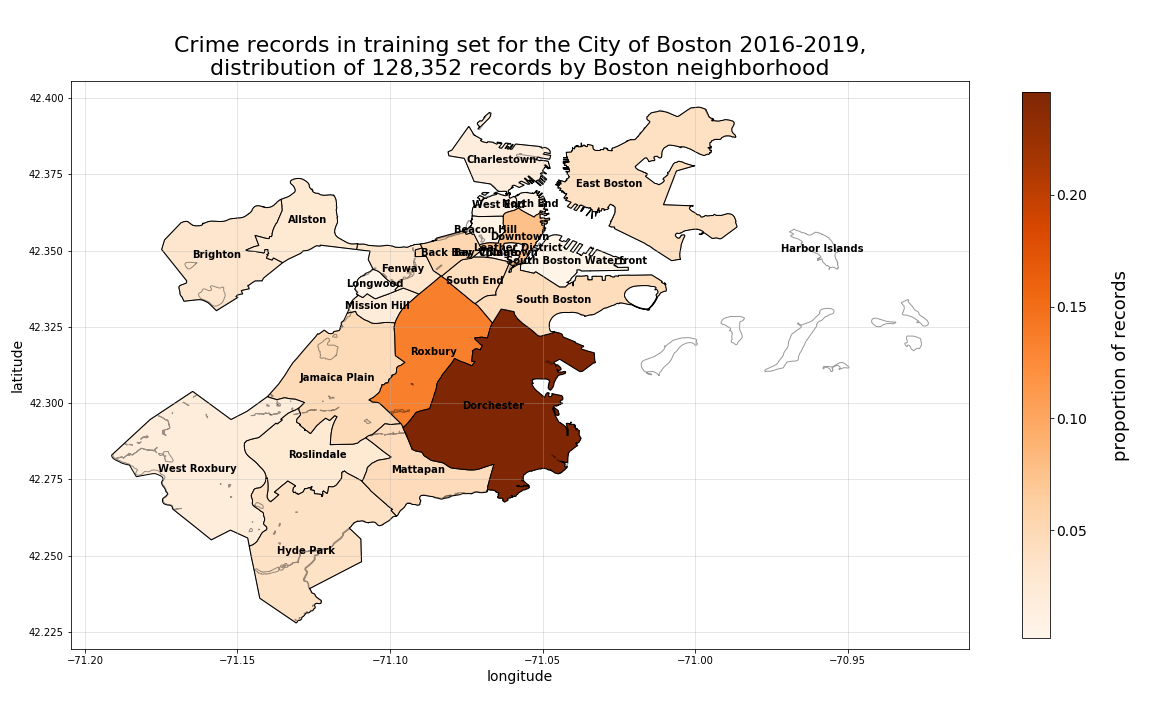 Crime records in training set for the City of Boston 2016-2019,
distribution of 128,352 records by Boston neighborhood
42.400
42.375
42.350
42.325
42.300
42.275
42.250
42.225
latitude
Charlestown
East Boston
West End
North End
Allston
Beacon Hill
Downtown
Leather District
Harbor Islands
Brighton
Back Bay
Bay Village
Chinatown
South Boston Waterfront
Fenway
South End
Longwood
South Boston
Mission Hill
Roxbury
Jamaica Plain
Dorchester
Roslindale
West Roxbury
Mattapan
Hyde Park
−71.20
−71.15
−71.10
−71.05
−71.00
−70.95
longitude
0.20
0.15
0.10
0.05
proportion of records